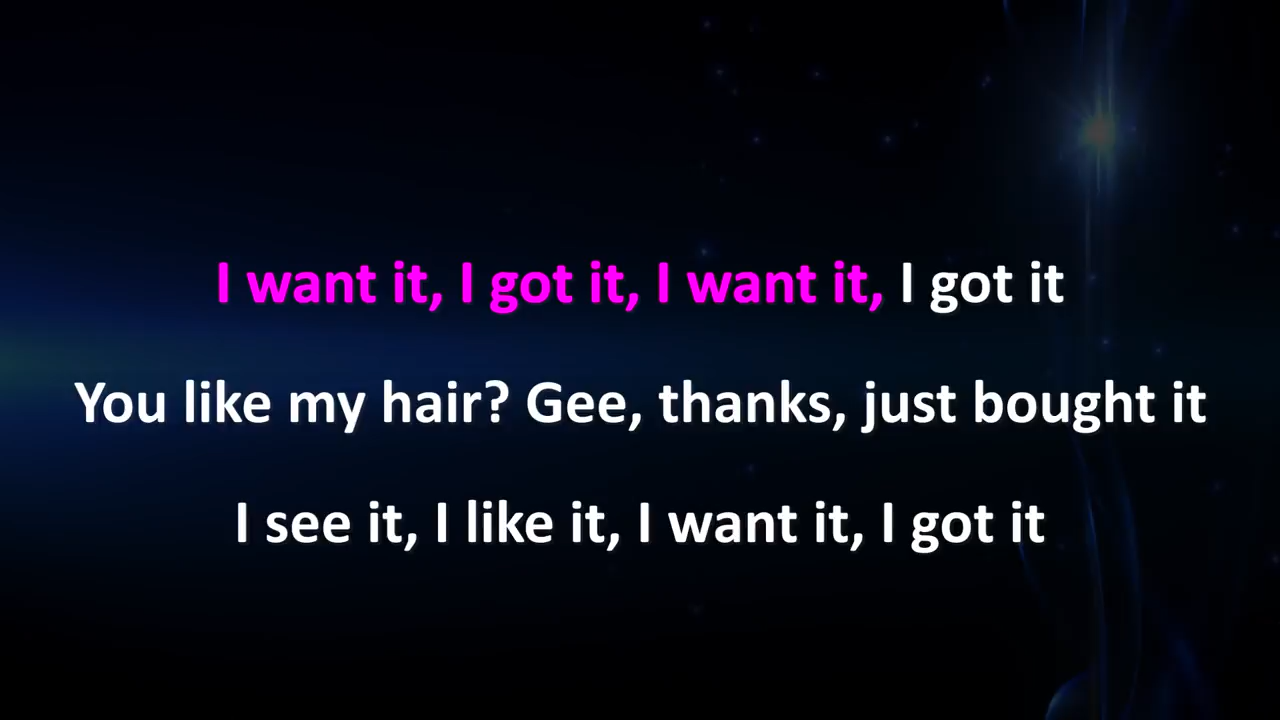 I want it, I got it, I want it, I got it
You like my hair? Gee, thanks, just bought it
I see it, I like it, I want it, I got it